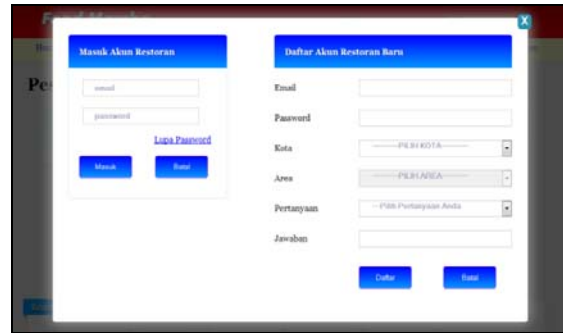 X
Masuk Akun Restoran
email
password
Lupa Password
Masuk
Batal
Daftar Akun Restoran Baru
Email
Password
Kota
---------PILIH KOTA---------
Area
---------PILIH AREA---------
Pertanyaan
--Pilih Pertanyaan Anda
Jawaban
Daftar
Batal